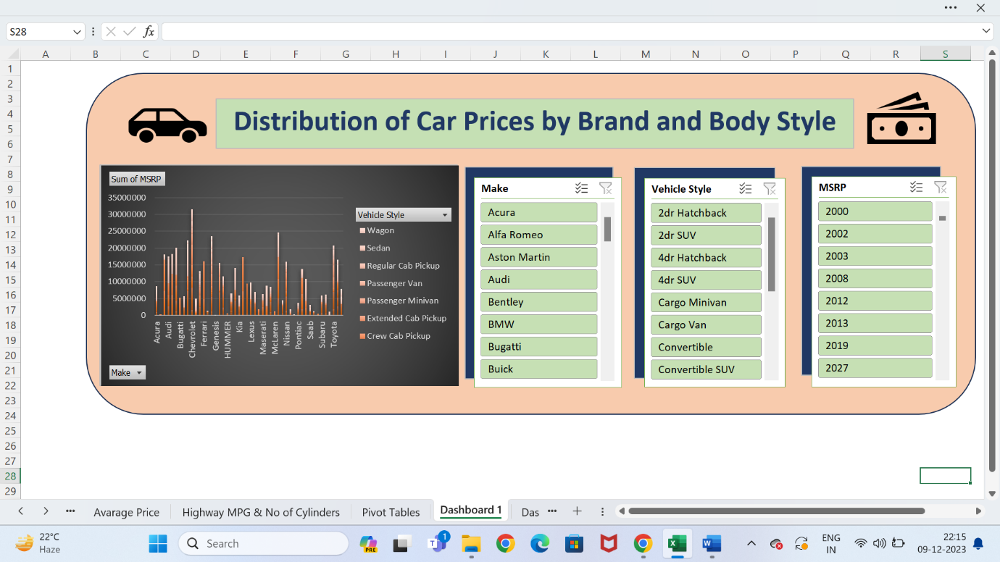 S28
fx
A B C D E F G H I J K L M N O P Q R S
1
2
3
4
5
6
7
8
9
10
11
12
13
14
15
16
17
18
19
20
21
22
23
24
25
26
27
28
29
Distribution of Car Prices by Brand and Body Style
Sum of MSRP
35000000
30000000
25000000
20000000
15000000
10000000
5000000
0
Acura
Audi
Bugatti
Chevrolet
Ferrari
Genesis
HUMMER
Kia
Lexus
Maserati
McLaren
Nissan
Pontiac
Saab
Subaru
Toyota
Make
Vehicle Style
Wagon
Sedan
Regular Cab Pickup
Passenger Van
Passenger Minivan
Extended Cab Pickup
Crew Cab Pickup
Make
Acura
Alfa Romeo
Aston Martin
Audi
Bentley
BMW
Bugatti
Buick
Vehicle Style
2dr Hatchback
2dr SUV
4dr Hatchback
4dr SUV
Cargo Minivan
Cargo Van
Convertible
Convertible SUV
MSRP
2000
2002
2003
2008
2012
2013
2019
2027
Avarage Price
Highway MPG & No of Cylinders
Pivot Tables
Dashboard 1
Das
22°C
Haze
Search
PRE
T
1
X
W
ENG
IN
22:15
09-12-2023